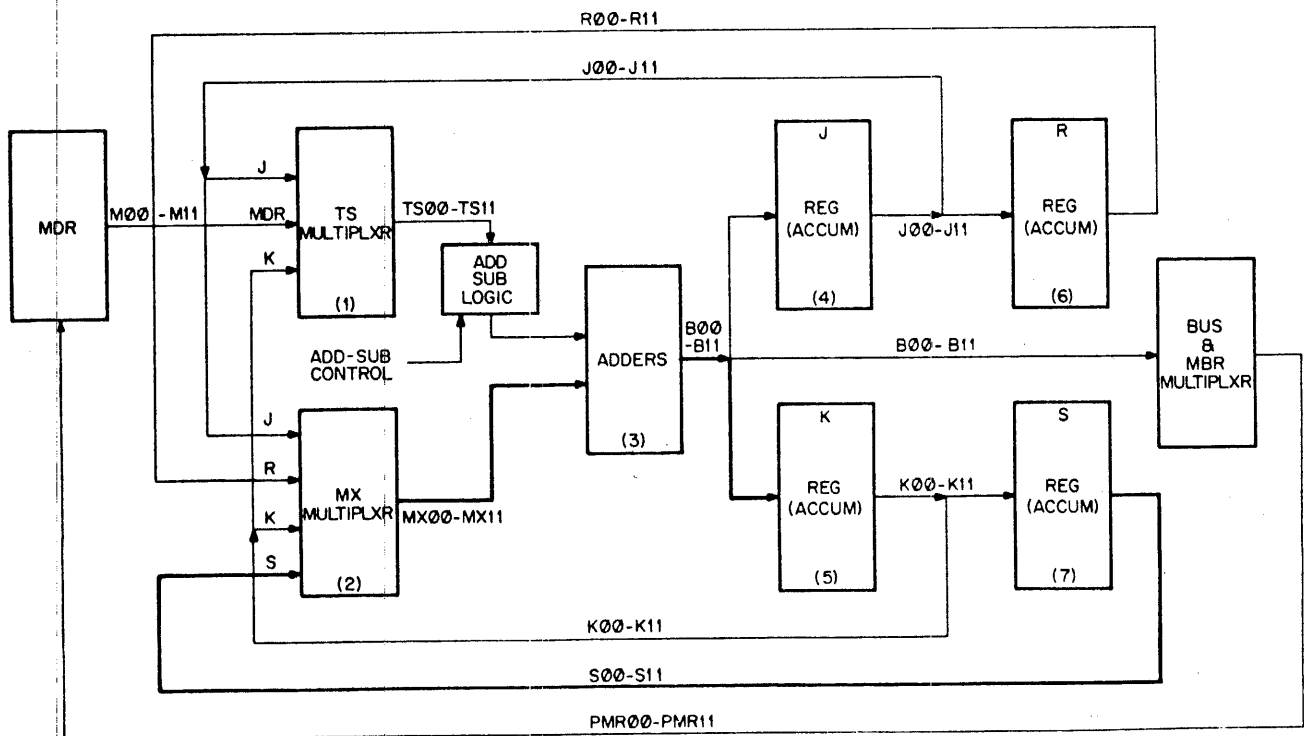 R00-R11
J00-J11
MDR
M00 - M11
J
MDR
K
TS
MULTIPLXR
(1)
TS00-TS11
ADD
SUB
LOGIC
ADD-SUB
CONTROL
J
R
K
S
MX
MULTIPLXR
(2)
MX00-MX11
ADDERS
(3)
B00
-B11
B00-B11
J
REG
(ACCUM)
(4)
J00-J11
R
REG
(ACCUM)
(6)
BUS
&
MBR
MULTIPLXR
K
REG
(ACCUM)
(5)
K00-K11
S
REG
(ACCUM)
(7)
K00-K11
S00-S11
PMR00-PMR11